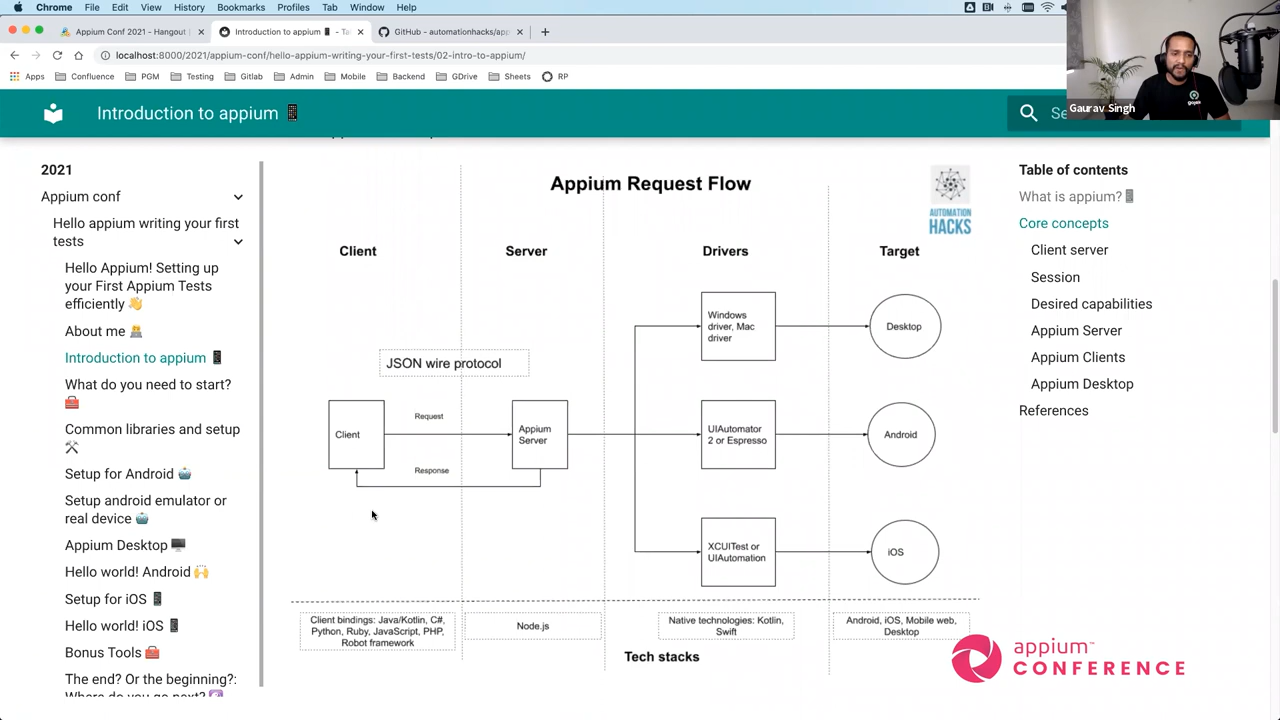 Chrome File Edit View History Bookmarks Profiles Tab Window Help
Appium Conf 2021 - Hangout
Introduction to appium
GitHub - automationhacks/app
localhost:8000/2021/appium-conf/hello-appium-writing-your-first-tests/02-intro-to-appium/
Apps Confluence PGM Testing Gitlab Admin Mobile Backend GDrive Sheets RP
Gaurav Singh
Introduction to appium 📱
Se
2021
Appium conf
Hello appium writing your first
tests
Hello Appium! Setting up
your First Appium Tests
efficiently 👋
About me
Introduction to appium 📱
What do you need to start?
🧰
Common libraries and setup
⚒
Setup for Android 🤖
Setup android emulator or
real device 🤖
Appium Desktop 🖥
Hello world! Android 🙌
Setup for iOS 📱
Hello world! iOS 📱
Bonus Tools 🧰
The end? Or the beginning?:
Where do you go next?
Appium Request Flow
AUTOMATION
HACKS
Client
Server
Drivers
Target
Windows
driver, Mac
driver
Desktop
JSON wire protocol
Client
Request
Response
Appium
Server
UIAutomator
2 or Espresso
Android
XCUITest or
UIAutomation
iOS
Client bindings: Java/Kotlin, C#,
Python, Ruby, JavaScript, PHP,
Robot framework
Node.js
Native technologies: Kotlin,
Swift
Android, iOS, Mobile web,
Desktop
Tech stacks
Table of contents
What is appium? 📱
Core concepts
Client server
Session
Desired capabilities
Appium Server
Appium Clients
Appium Desktop
References
appium™
CONFERENCE